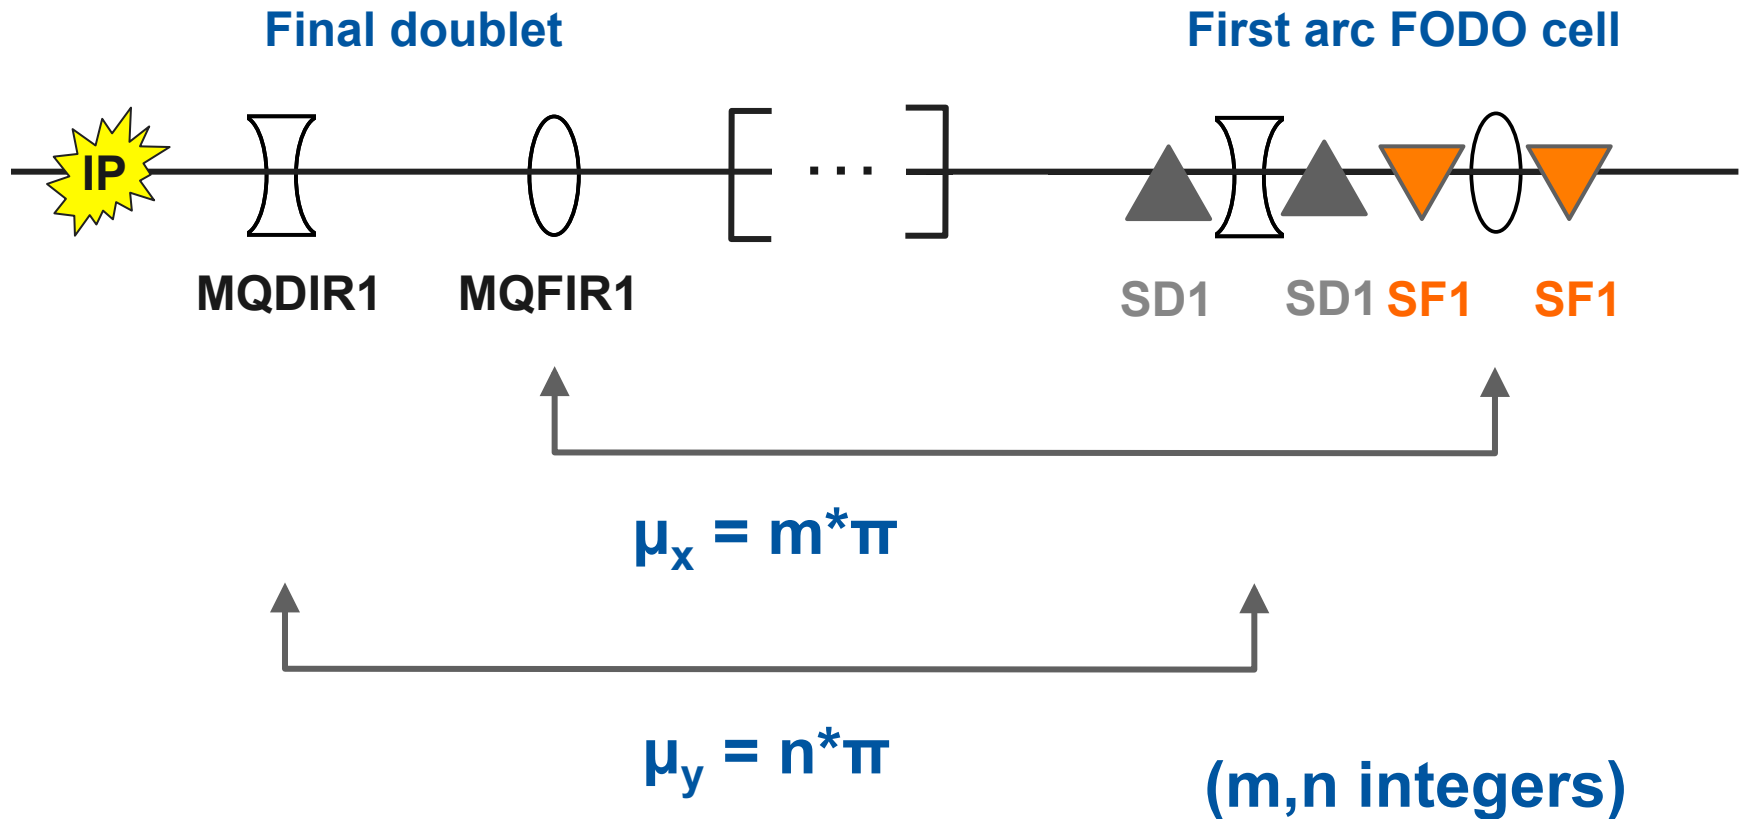 Final doublet
First arc FODO cell
IP
...
MQDIR1
MQFIR1
SD1
SD1
SF1
SF1
μx = m*π
μy = n*π
(m,n integers)